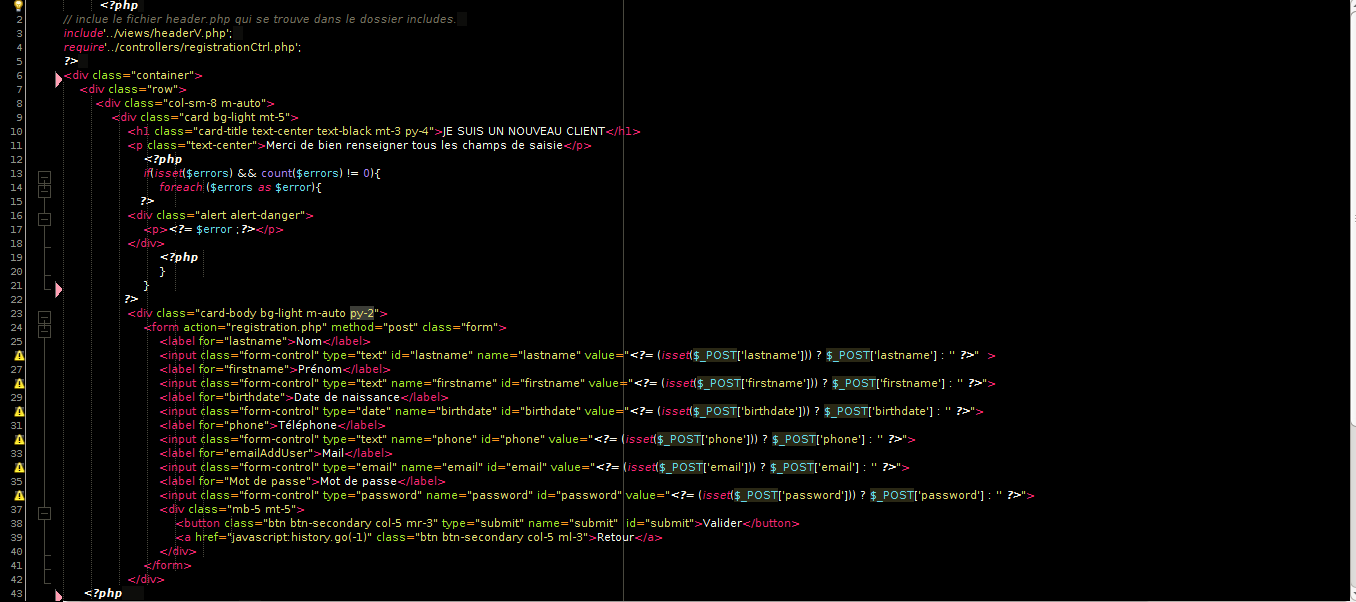 <?php
2 // inclue le fichier header.php qui se trouve dans le dossier includes.
3 include'../views/headerV.php';
4 require'../controllers/registrationCtrl.php';
5 ?>
6 <div class="container">
7 <div class="row">
8 <div class="col-sm-8 m-auto">
9 <div class="card bg-light mt-5">
10 <h1 class="card-title text-center text-black mt-3 py-4">JE SUIS UN NOUVEAU CLIENT</h1>
11 <p class="text-center">Merci de bien renseigner tous les champs de saisie</p>
12 <?php
13 if(isset($errors) && count($errors) != 0){
14 foreach ($errors as $error){
15 ?>
16 <div class="alert alert-danger">
17 <p><?= $error ;?></p>
18 </div>
19 <?php
20 }
21 }
22 ?>
23 <div class="card-body bg-light m-auto py-2">
24 <form action="registration.php" method="post" class="form">
25 <label for="lastname">Nom</label>
<input class="form-control" type="text" id="lastname" name="lastname" value="<?= (isset($_POST['lastname'])) ? $_POST['lastname'] : '' ?>" >
27 <label for="firstname">Prénom</label>
<input class="form-control" type="text" name="firstname" id="firstname" value="<?= (isset($_POST['firstname'])) ? $_POST['firstname'] : '' ?>">
29 <label for="birthdate">Date de naissance</label>
<input class="form-control" type="date" name="birthdate" id="birthdate" value="<?= (isset($_POST['birthdate'])) ? $_POST['birthdate'] : '' ?>">
31 <label for="phone">Téléphone</label>
<input class="form-control" type="text" name="phone" id="phone" value="<?= (isset($_POST['phone'])) ? $_POST['phone'] : '' ?>">
33 <label for="emailAddUser">Mail</label>
<input class="form-control" type="email" name="email" id="email" value="<?= (isset($_POST['email'])) ? $_POST['email'] : '' ?>">
35 <label for="Mot de passe">Mot de passe</label>
<input class="form-control" type="password" name="password" id="password" value="<?= (isset($_POST['password'])) ? $_POST['password'] : '' ?>">
37 <div class="mb-5 mt-5">
38 <button class="btn btn-secondary col-5 mr-3" type="submit" name="submit" id="submit">Valider</button>
39 <a href="javascript:history.go(-1)" class="btn btn-secondary col-5 ml-3">Retour</a>
40 </div>
41 </form>
42 </div>
43 <?php